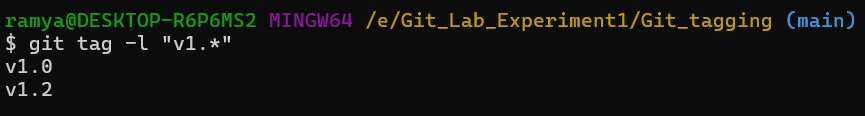 ramya@DESKTOP-R6P6MS2 MINGW64 /e/Git_Lab_Experiment1/Git_tagging (main)
$ git tag -l "v1.*"
v1.0
v1.2